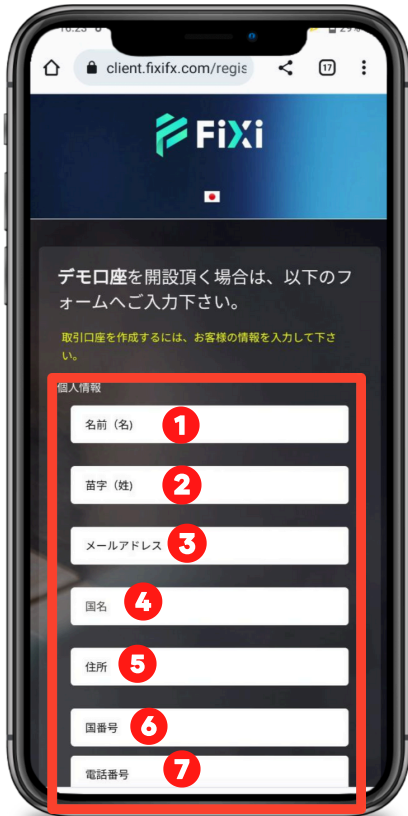 client.fixifx.com/regis
17
FiXi
デモ口座を開設頂く場合は、以下のフ
ォームへご入力下さい。
取引口座を作成するには、お客様の情報を入力して下さ
い。
個人情報
名前（名) 1
苗字（姓) 2
メールアドレス 3
国名 4
住所 5
国番号 6
電話番号 7